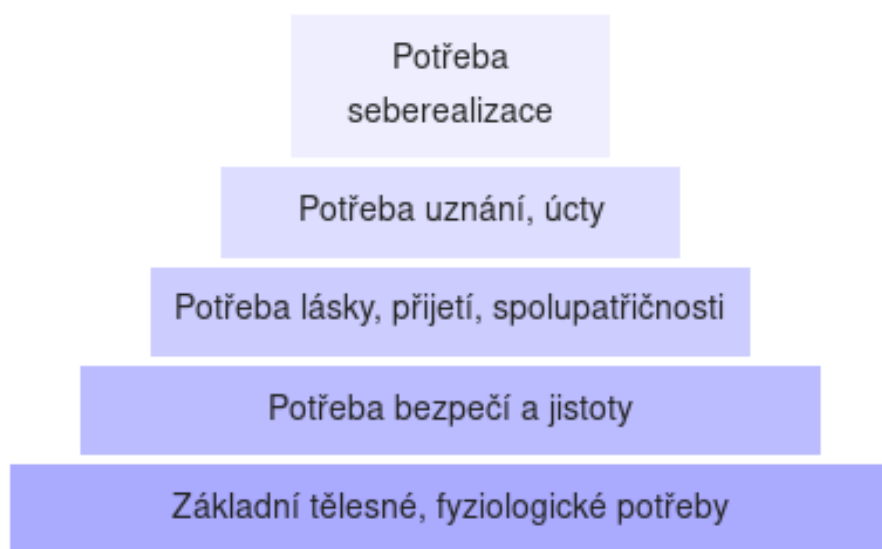 Potřeba
seberealizace
Potřeba uznání, úcty
Potřeba lásky, přijetí, spolupatřičnosti
Potřeba bezpečí a jistoty
Základní tělesné, fyziologické potřeby